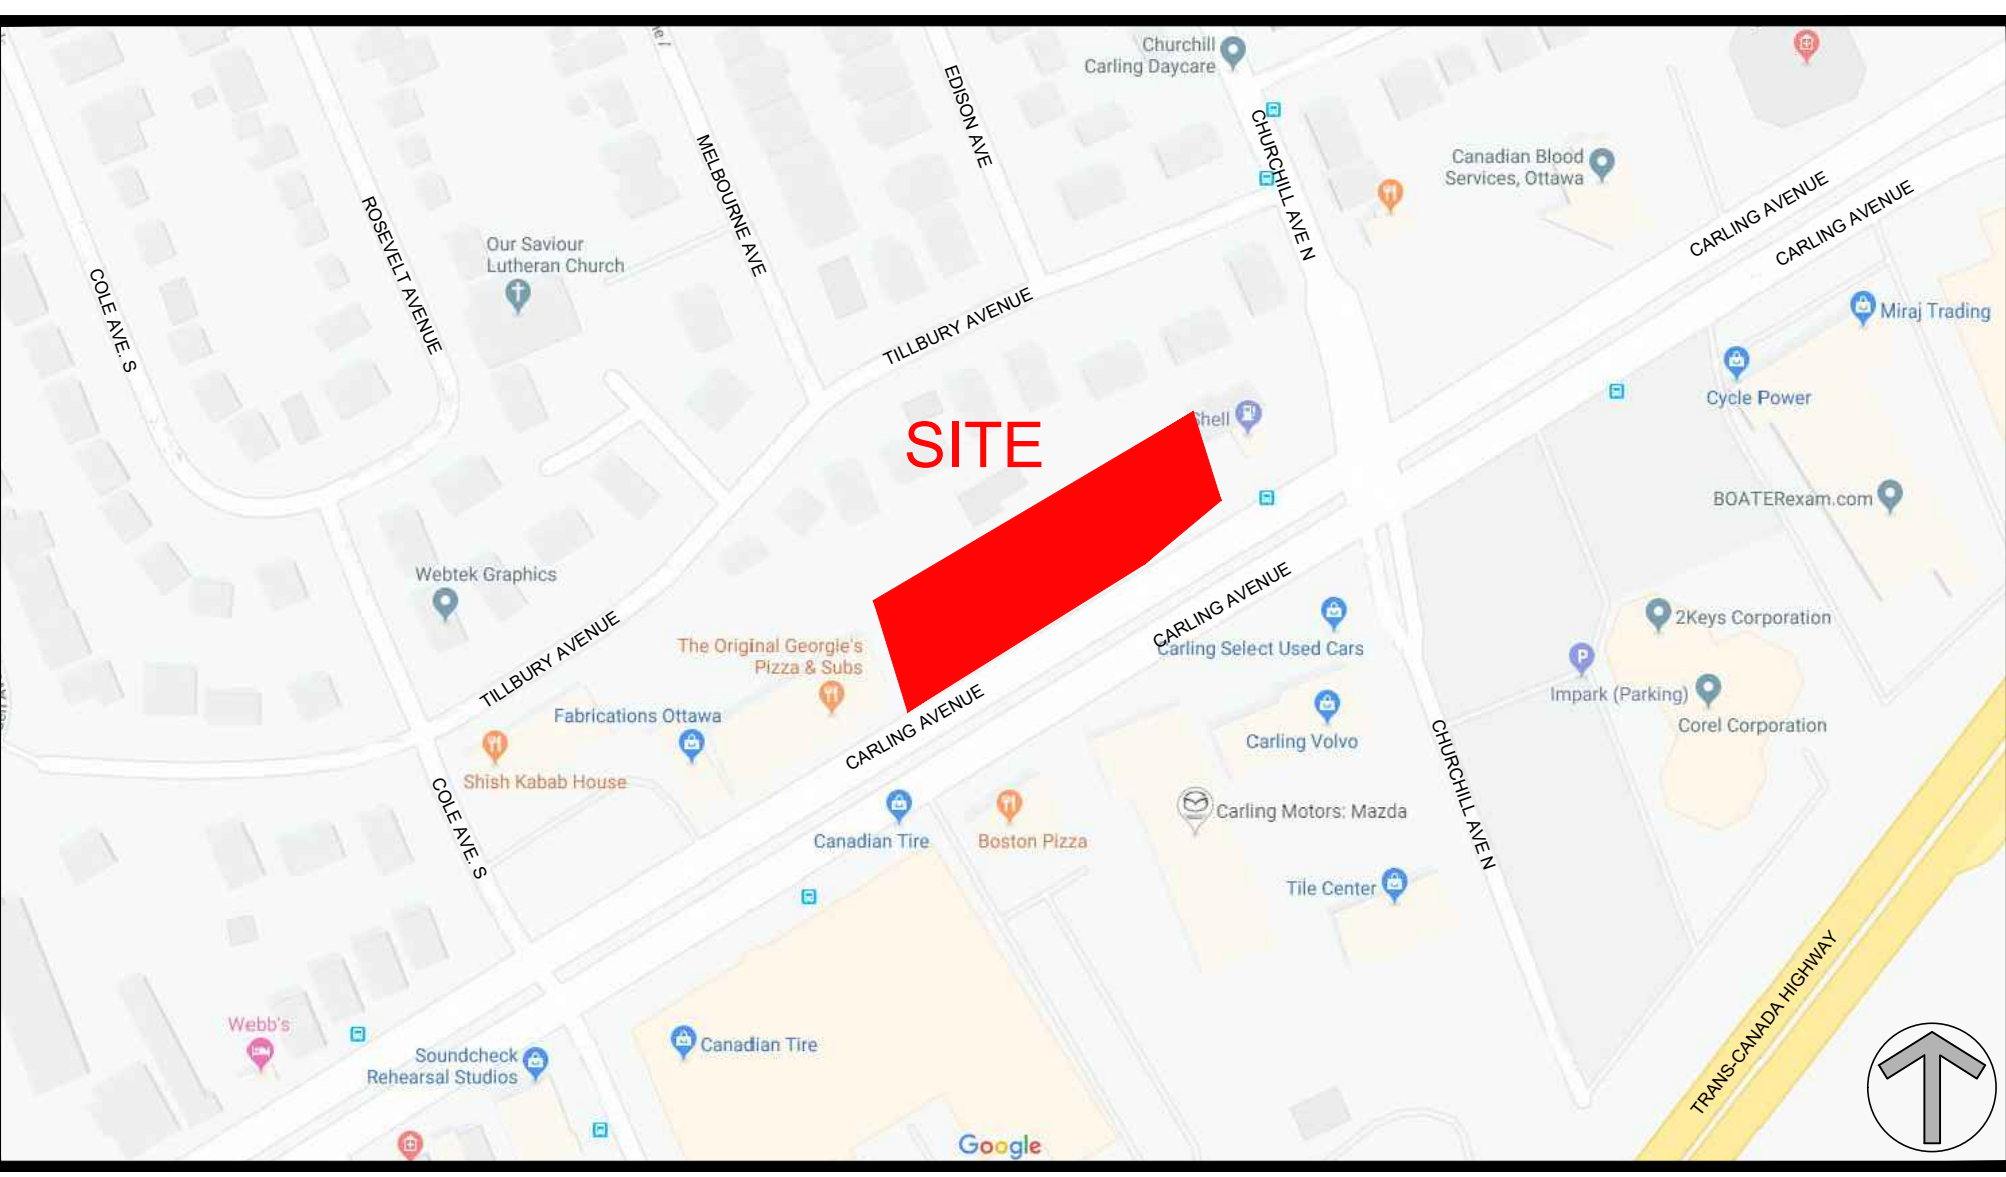 Churchill
Carling Daycare
EDISON AVE
CHURCHILL AVE N
MELBOURNE AVE
Canadian Blood
Services, Ottawa
CARLING AVENUE
CARLING AVENUE
ROSEVELT AVENUE
Our Saviour
Lutheran Church
COLE AVE. S
TILLBURY AVENUE
Miraj Trading
Cycle Power
SITE
Shell
BOATERexam.com
Webtek Graphics
CARLING AVENUE
Carling Select Used Cars
2Keys Corporation
TILLBURY AVENUE
The Original Georgie's
Pizza & Subs
Impark (Parking)
Corel Corporation
Fabrications Ottawa
CARLING AVENUE
Carling Volvo
CHURCHILL AVE N
Shish Kabab House
COLE AVE. S
Canadian Tire
Boston Pizza
Carling Motors: Mazda
Tile Center
TRANS-CANADA HIGHWAY
Webb's
Soundcheck
Rehearsal Studios
Canadian Tire
Google